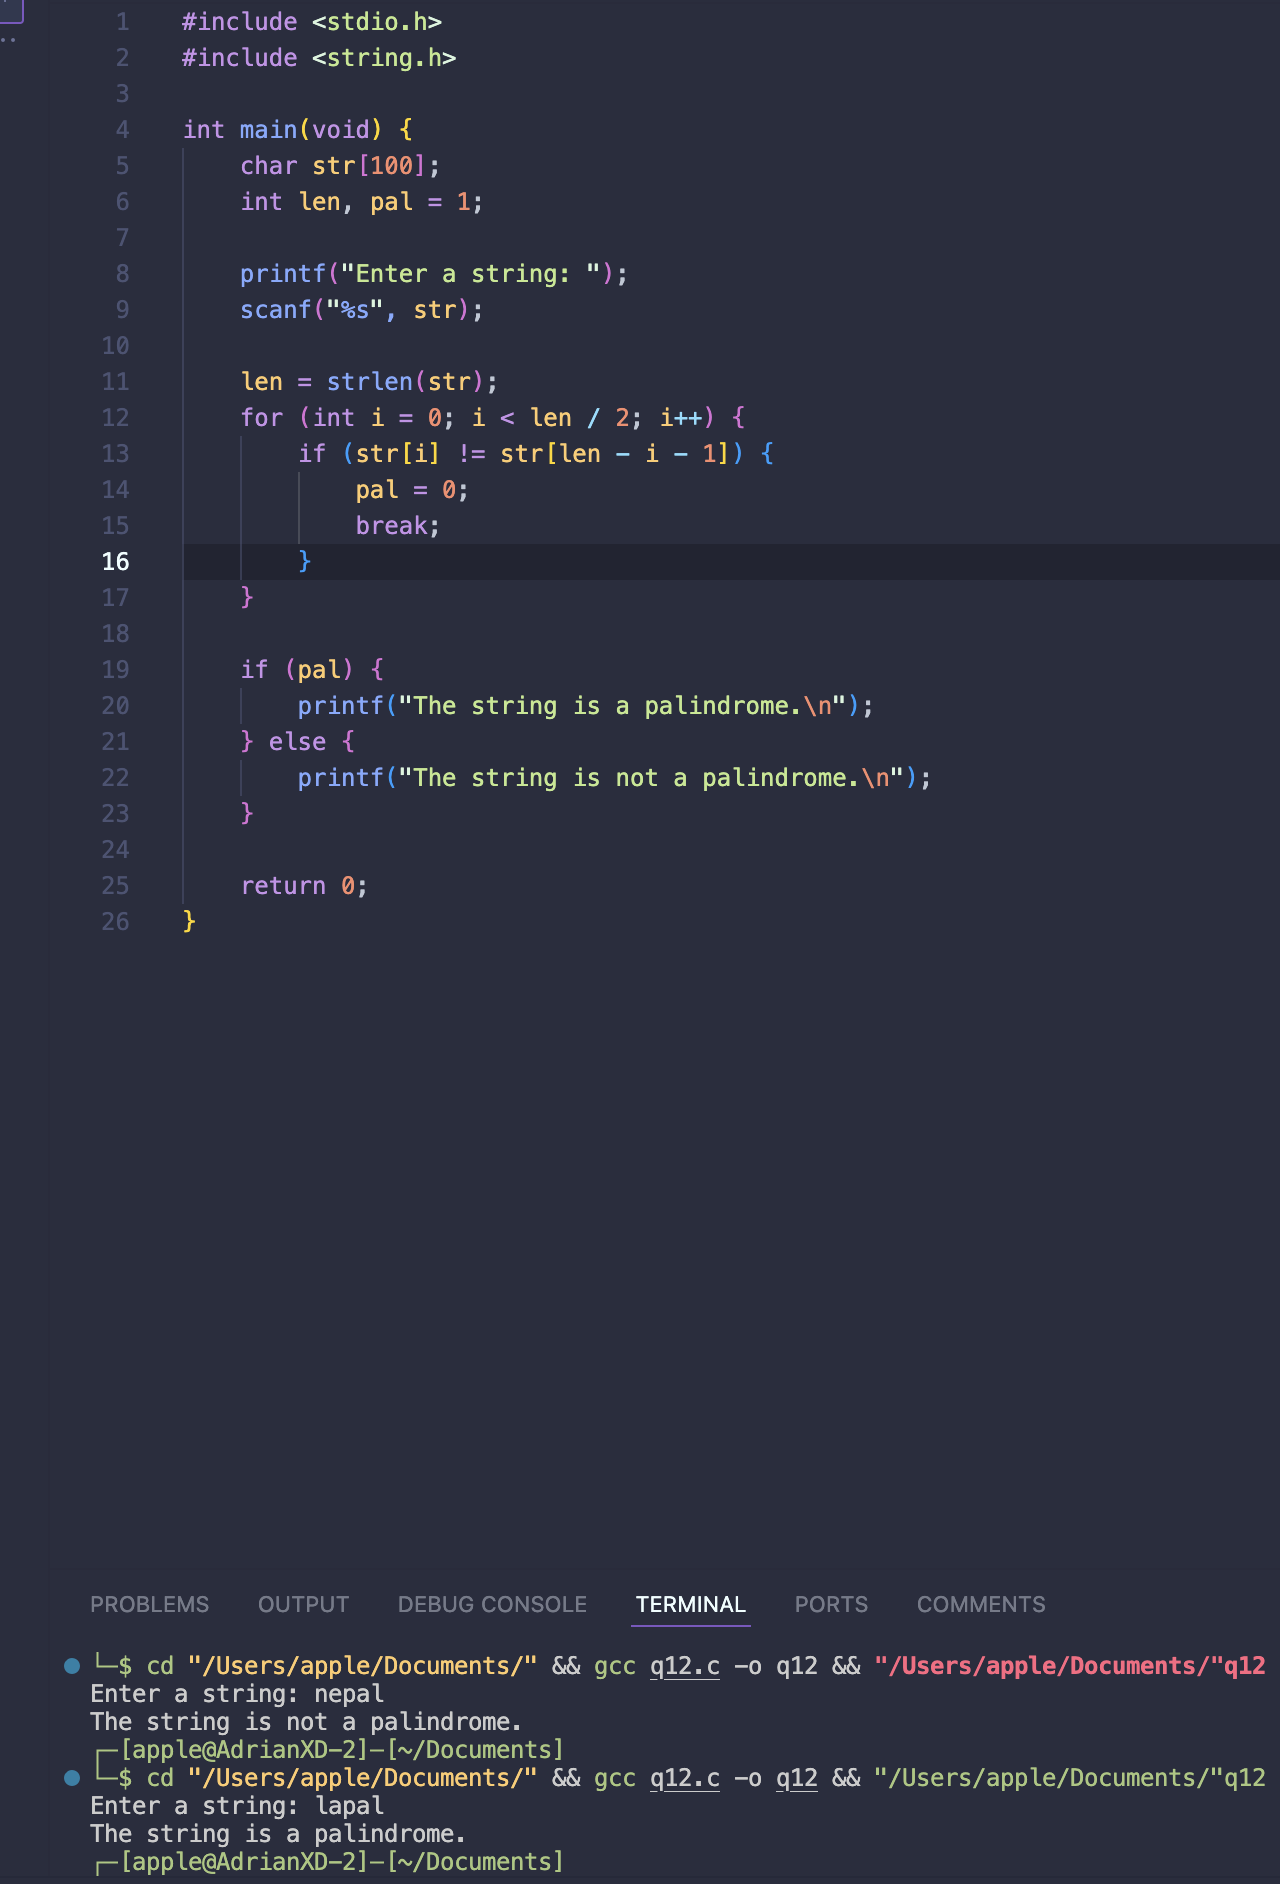 1 #include <stdio.h>
2 #include <string.h>
3
4 int main(void) {
5     char str[100];
6     int len, pal = 1;
7
8     printf("Enter a string: ");
9     scanf("%s", str);
10
11     len = strlen(str);
12     for (int i = 0; i < len / 2; i++) {
13         if (str[i] != str[len - i - 1]) {
14             pal = 0;
15             break;
16         }
17     }
18
19     if (pal) {
20         printf("The string is a palindrome.\n");
21     } else {
22         printf("The string is not a palindrome.\n");
23     }
24
25     return 0;
26 }
PROBLEMS OUTPUT DEBUG CONSOLE TERMINAL PORTS COMMENTS
└─$ cd "/Users/apple/Documents/" && gcc q12.c -o q12 && "/Users/apple/Documents/"q12
Enter a string: nepal
The string is not a palindrome.
┌─[apple@AdrianXD-2]-[~/Documents]
└─$ cd "/Users/apple/Documents/" && gcc q12.c -o q12 && "/Users/apple/Documents/"q12
Enter a string: lapal
The string is a palindrome.
┌─[apple@AdrianXD-2]-[~/Documents]